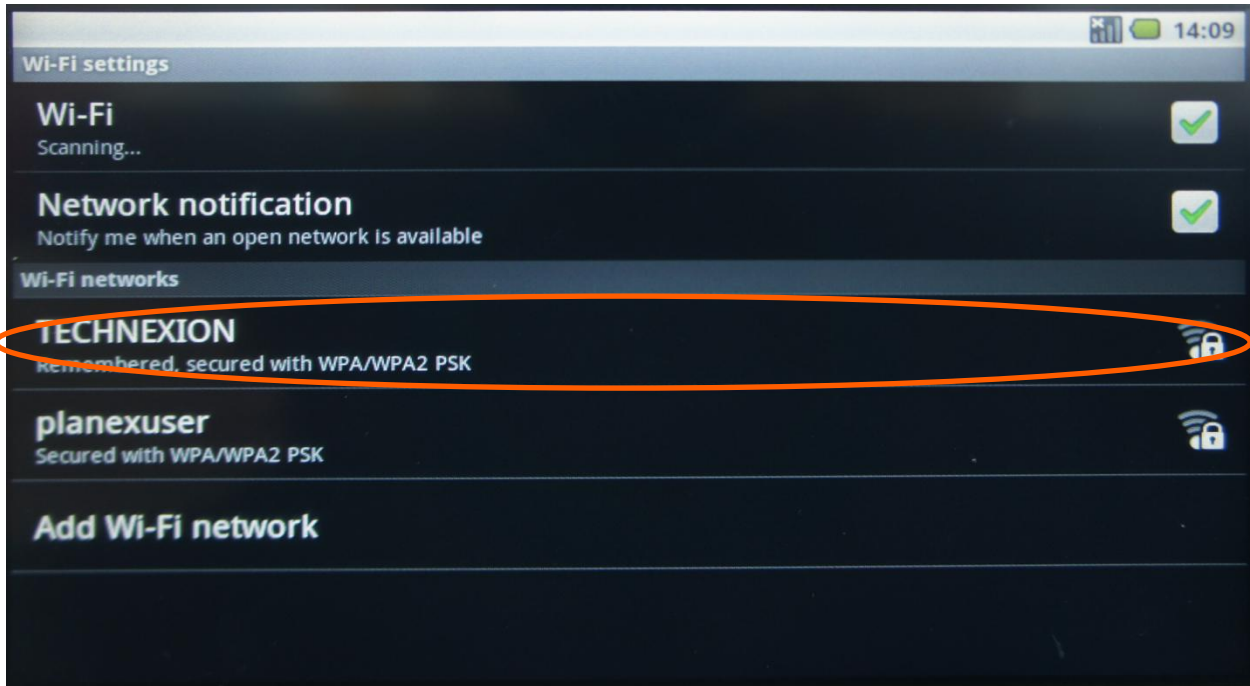 14:09
Wi-Fi settings
Wi-Fi
Scanning...
Network notification
Notify me when an open network is available
Wi-Fi networks
TECHNEXION
Remembered, secured with WPA/WPA2 PSK
planexuser
Secured with WPA/WPA2 PSK
Add Wi-Fi network